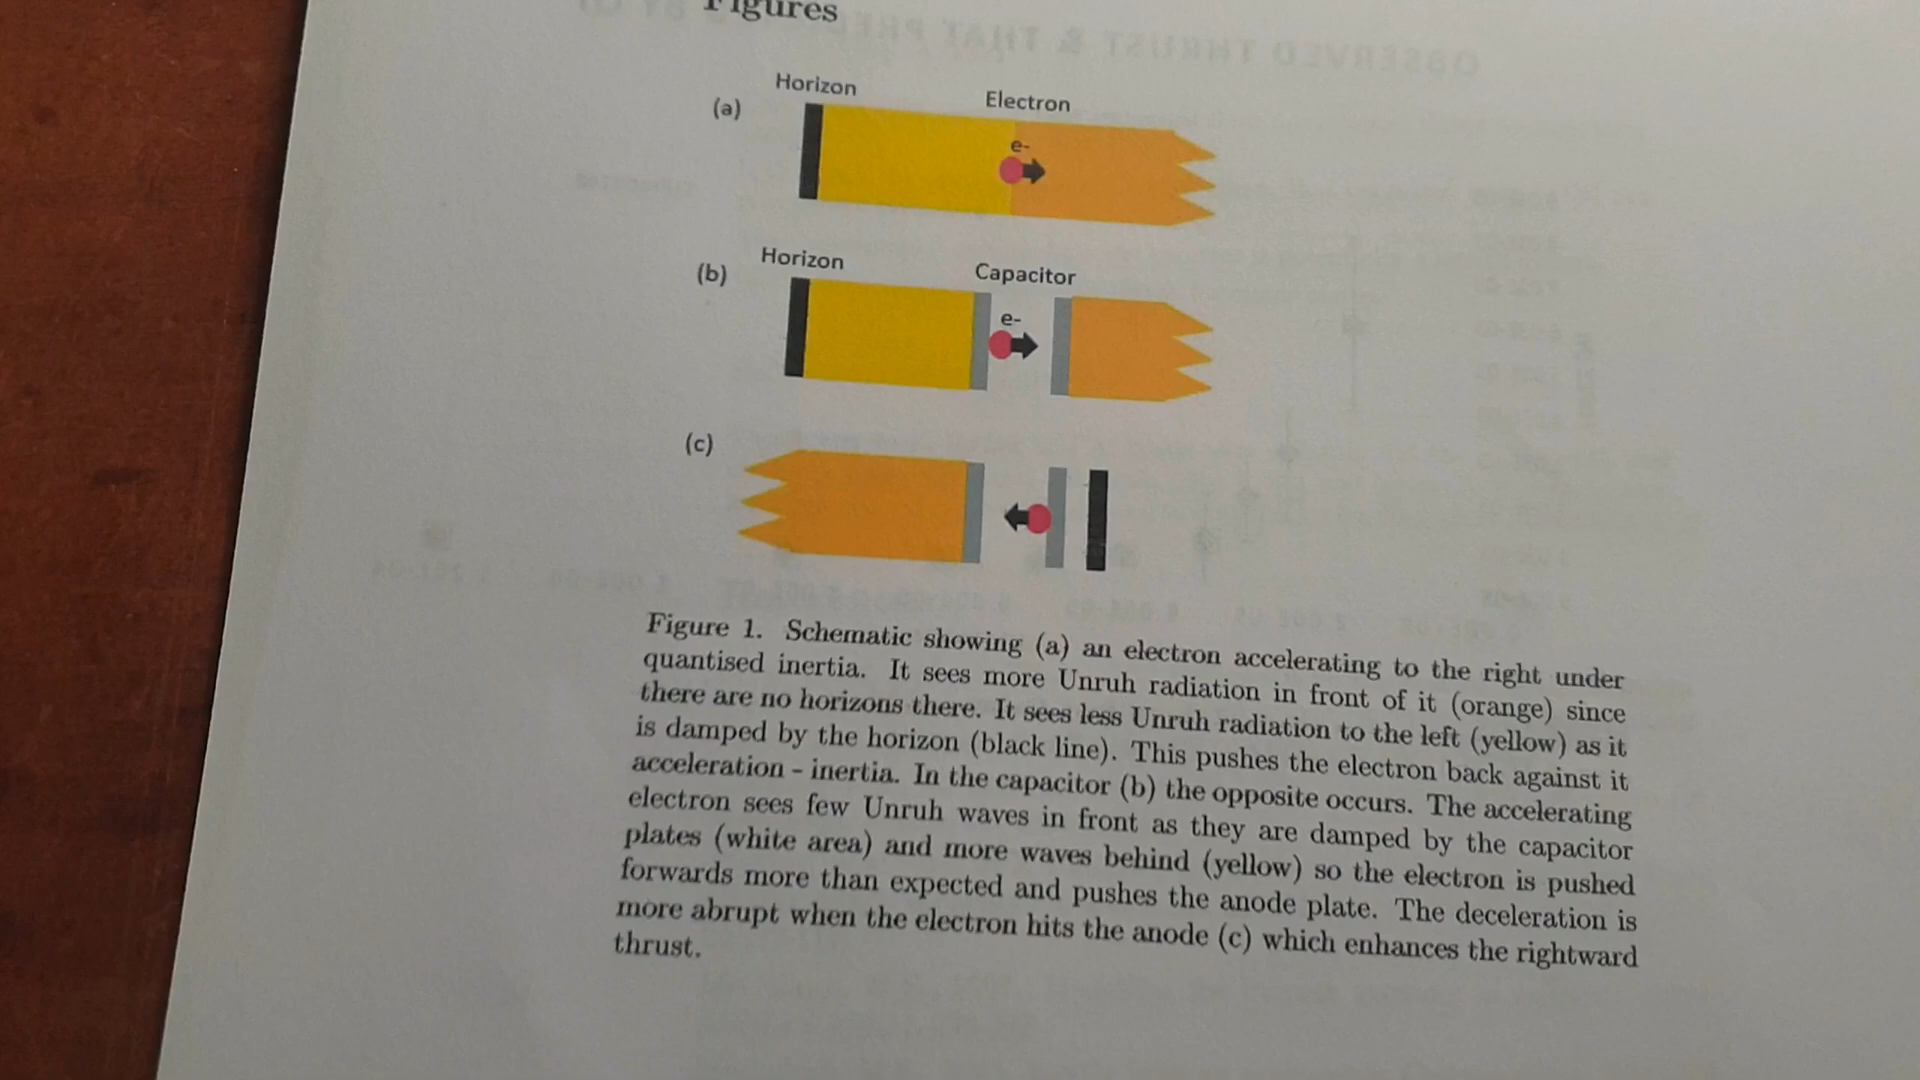 Figures
Horizon
Electron
(a)
e-
Horizon
Capacitor
(b)
e-
(c)
Figure 1. Schematic showing (a) an electron accelerating to the right under
quantised inertia. It sees more Unruh radiation in front of it (orange) since
there are no horizons there. It sees less Unruh radiation to the left (yellow) as it
is damped by the horizon (black line). This pushes the electron back against it
acceleration - inertia. In the capacitor (b) the opposite occurs. The accelerating
electron sees few Unruh waves in front as they are damped by the capacitor
plates (white area) and more waves behind (yellow) so the electron is pushed
forwards more than expected and pushes the anode plate. The deceleration is
more abrupt when the electron hits the anode (c) which enhances the rightward
thrust.